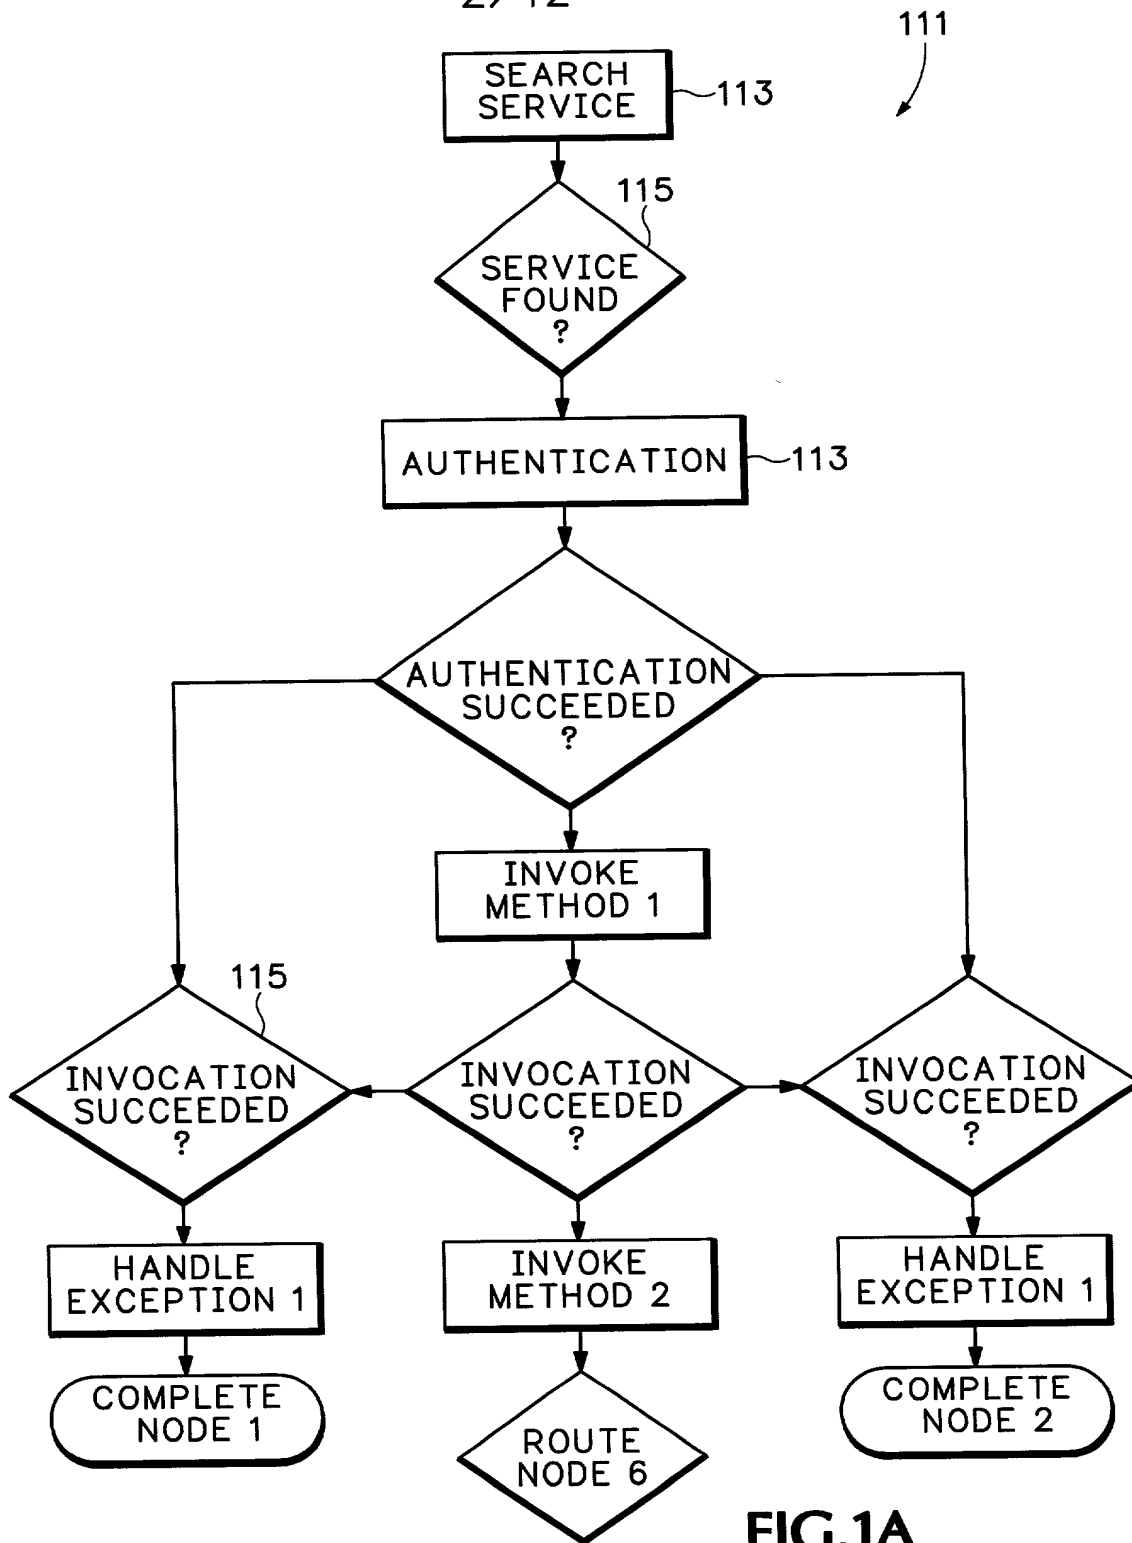 111
SEARCH
SERVICE
113
115
SERVICE
FOUND
?
AUTHENTICATION
113
AUTHENTICATION
SUCCEEDED
?
INVOKE
METHOD 1
115
INVOCATION
SUCCEEDED
?
INVOCATION
SUCCEEDED
?
INVOCATION
SUCCEEDED
?
HANDLE
EXCEPTION 1
INVOKE
METHOD 2
HANDLE
EXCEPTION 1
COMPLETE
NODE 1
ROUTE
NODE 6
COMPLETE
NODE 2
FIG.1A